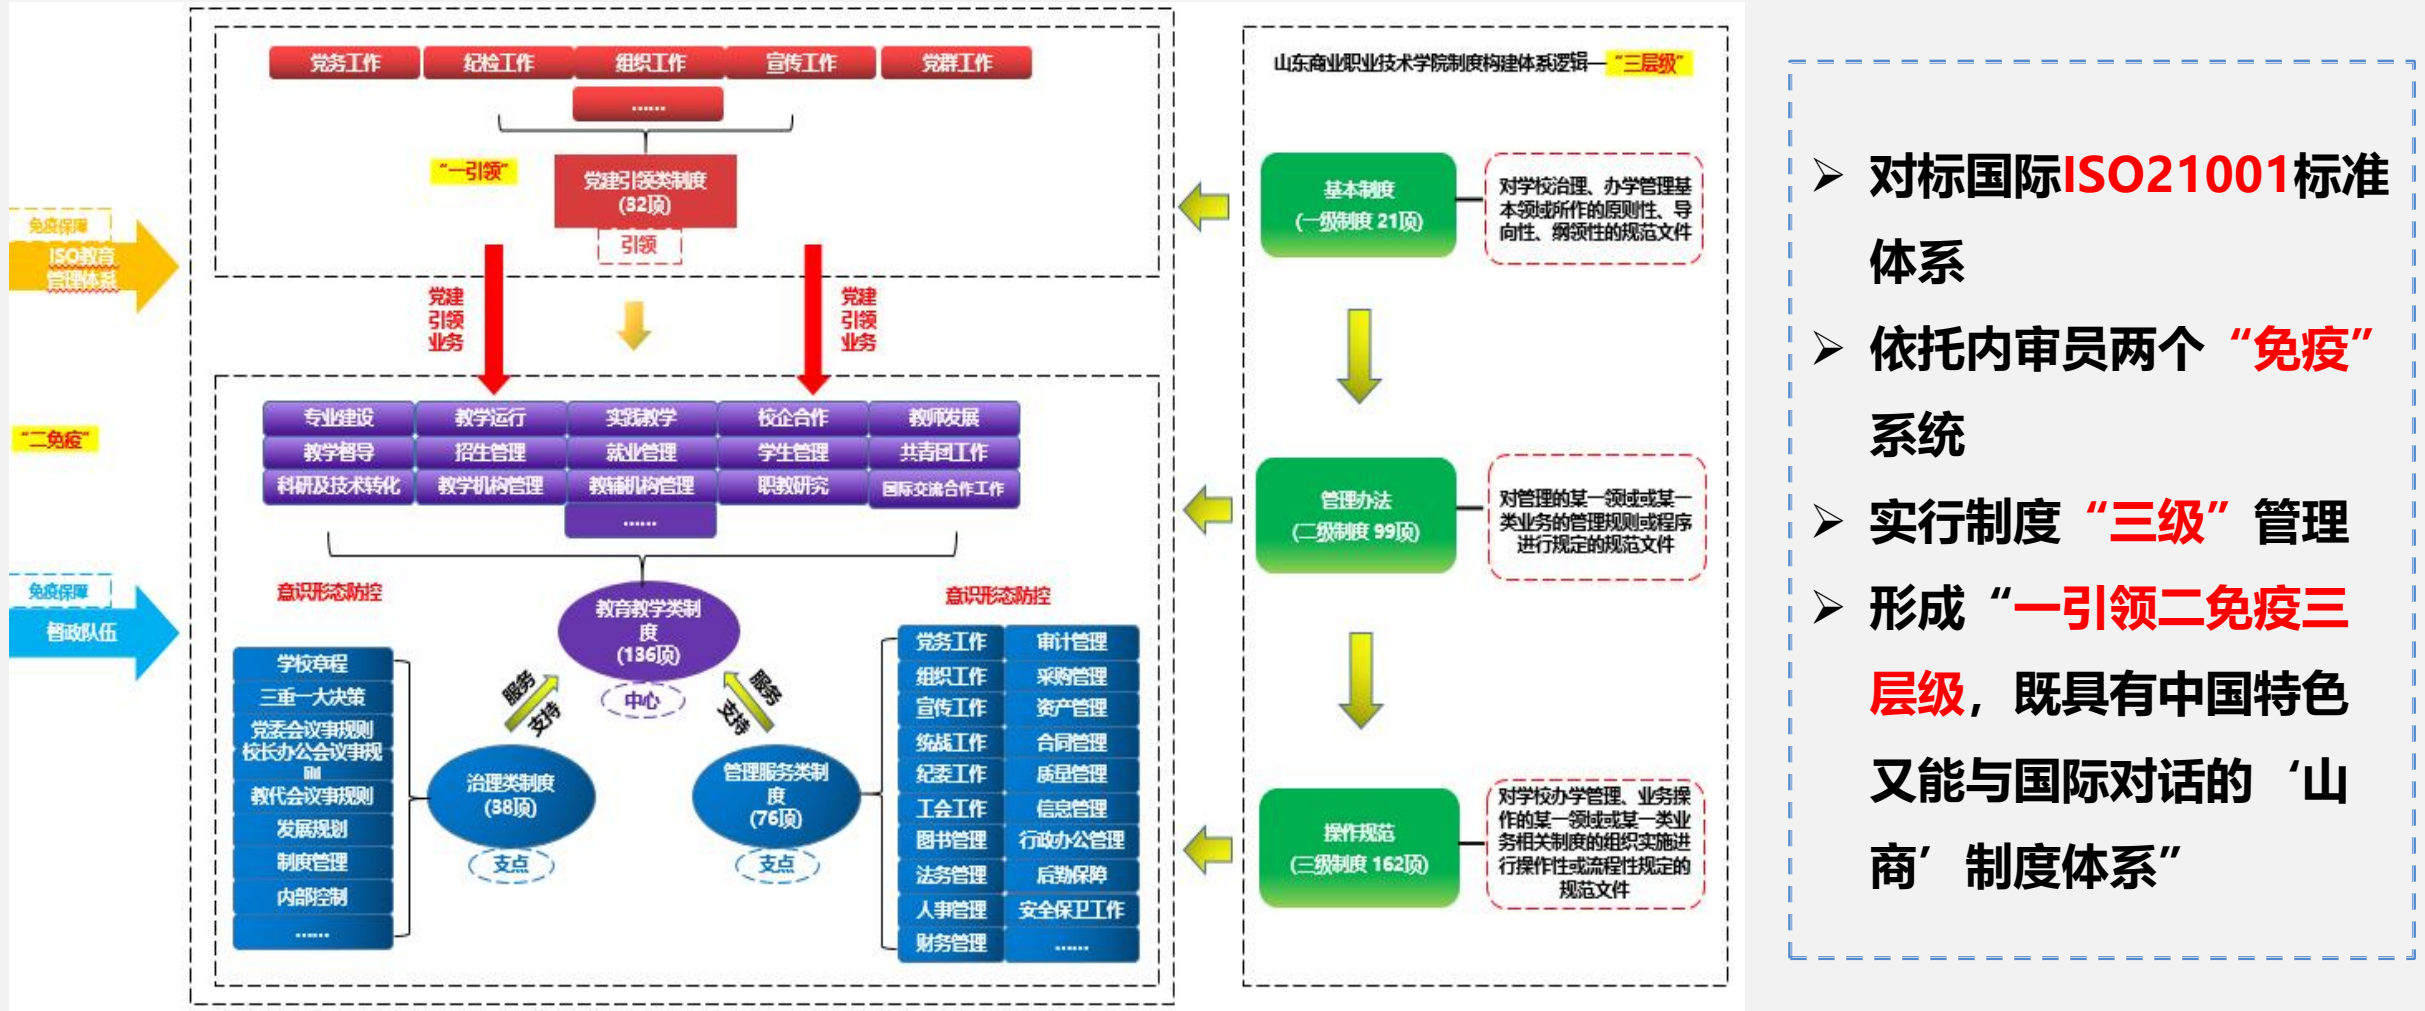 党务工作
纪检工作
组织工作
宣传工作
党群工作
……
“一引领”
党建引领类制度
(32项)
引领
免疫保障
ISO教育
管理体系
党建
引领
业务
党建
引领
业务
“二免疫”
免疫保障
督政队伍
专业建设
教学运行
实践教学
校企合作
教师发展
教学督导
招生管理
就业管理
学生管理
共青团工作
科研及技术转化
教学机构管理
教辅机构管理
职教研究
国际交流合作工作
……
意识形态防控
意识形态防控
教育教学类制
度
(136项)
中心
服务
支持
服务
支持
学校章程
三重一大决策
党委会议事规则
校长办公会议事规
则
教代会议事规则
发展规划
制度管理
内部控制
……
治理类制度
(38项)
支点
管理服务类制
度
(76项)
支点
党务工作
审计管理
组织工作
采购管理
宣传工作
资产管理
统战工作
合同管理
纪委工作
质量管理
工会工作
信息管理
图书管理
行政办公管理
法务管理
后勤保障
人事管理
安全保卫工作
财务管理
……
山东商业职业技术学院制度构建体系逻辑—“三层级”
基本制度
(一级制度 21项)
对学校治理、办学管理基
本领域所作的原则性、导
向性、纲领性的规范文件
管理办法
(二级制度 99项)
对管理的某一领域或某一
类业务的管理规则或程序
进行规定的规范文件
操作规范
(三级制度 162项)
对学校办学管理、业务操
作的某一领域或某一类业
务相关制度的组织实施进
行操作性或流程性规定的
规范文件
➢ 对标国际ISO21001标准
体系
➢ 依托内审员两个“免疫”
系统
➢ 实行制度“三级”管理
➢ 形成“一引领二免疫三
层级，既具有中国特色
又能与国际对话的‘山
商’制度体系”